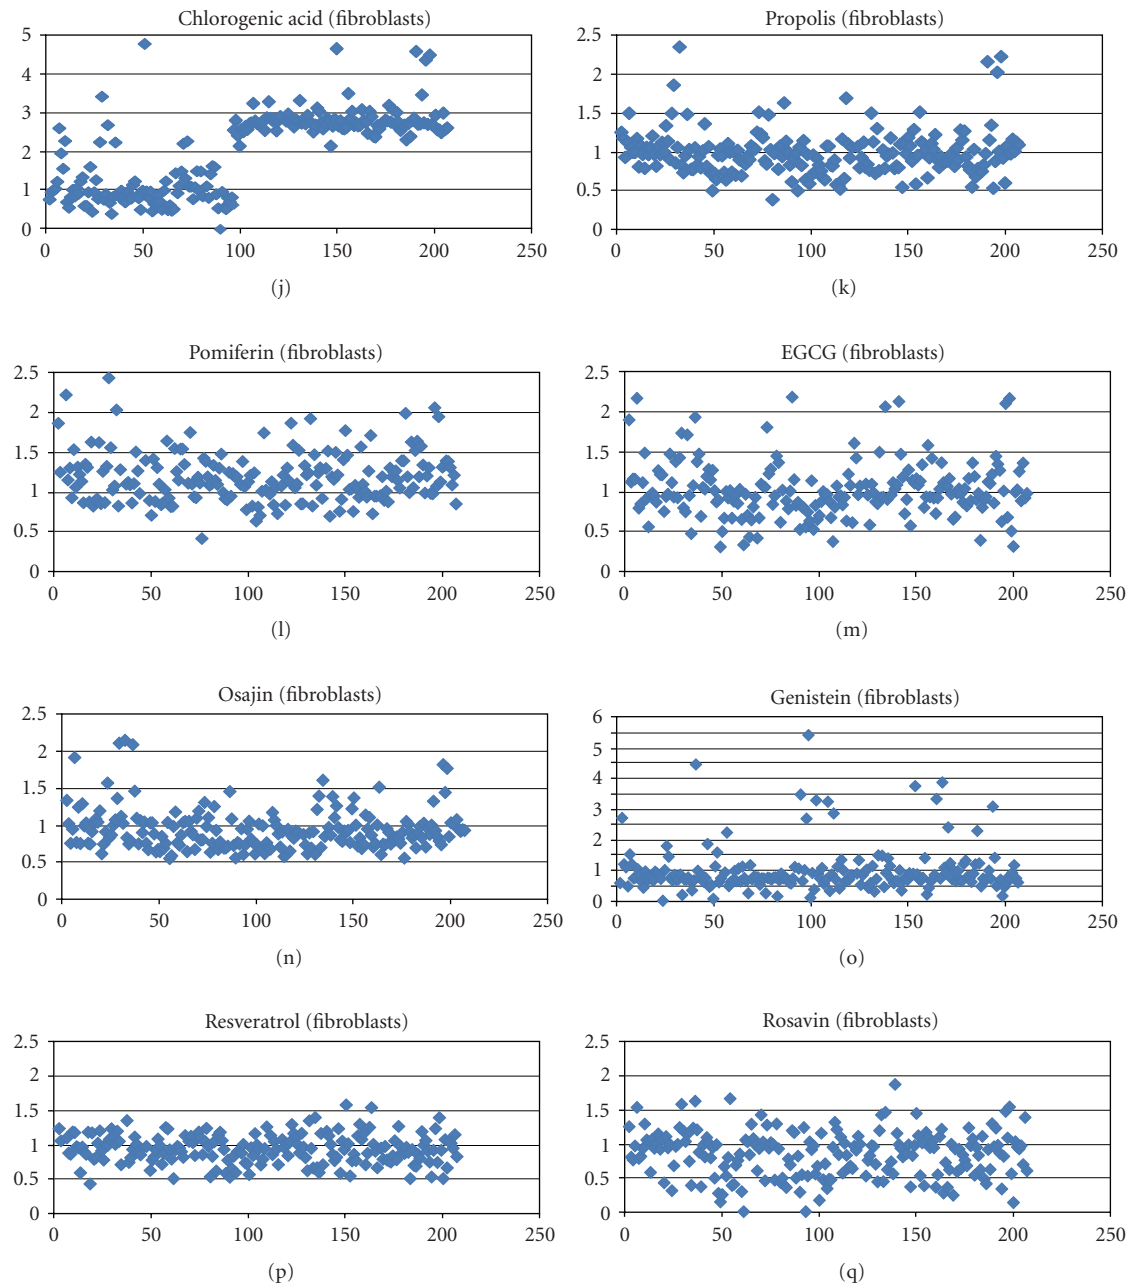 Chlorogenic acid (fibroblasts)
5
4
3
2
1
0
0 50 100 150 200 250
(j)
Propolis (fibroblasts)
2.5
2
1.5
1
0.5
0
0 50 100 150 200 250
(k)
Pomiferin (fibroblasts)
2.5
2
1.5
1
0.5
0
0 50 100 150 200 250
(l)
EGCG (fibroblasts)
2.5
2
1.5
1
0.5
0
0 50 100 150 200 250
(m)
Osajin (fibroblasts)
2.5
2
1.5
1
0.5
0
0 50 100 150 200 250
(n)
Genistein (fibroblasts)
6
5
4
3
2
1
0
0 50 100 150 200 250
(o)
Resveratrol (fibroblasts)
2.5
2
1.5
1
0.5
0
0 50 100 150 200 250
(p)
Rosavin (fibroblasts)
2.5
2
1.5
1
0.5
0
0 50 100 150 200 250
(q)